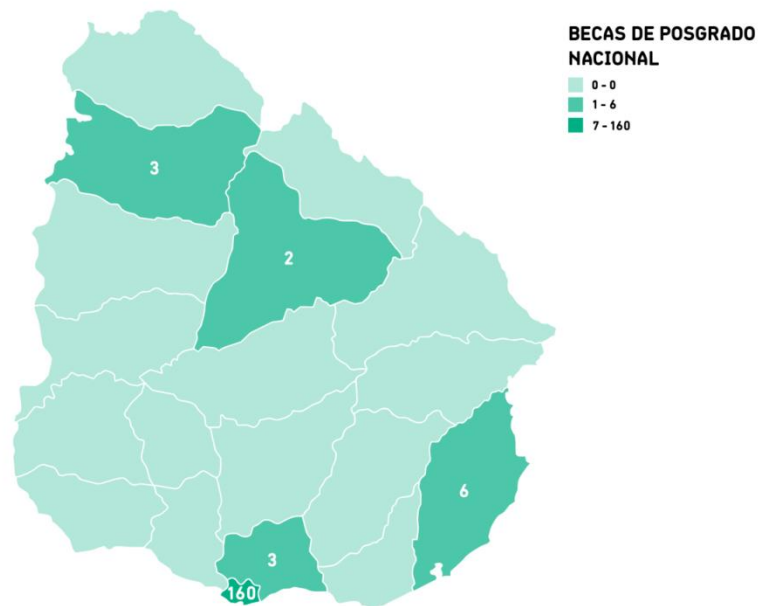 BECAS DE POSGRADO
NACIONAL
0 - 0
1 - 6
7 - 160
3
2
6
3
160